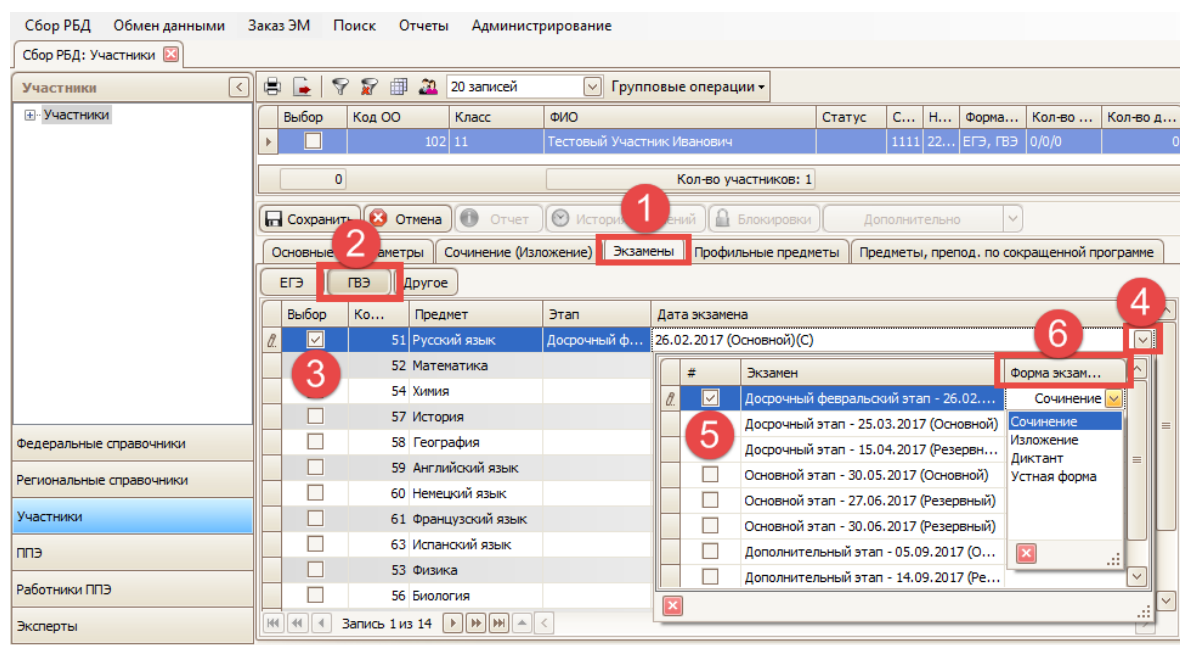 Сбор РБД Обмен данными Заказ ЭМ Поиск Отчеты Администрирование
Сбор РБД: Участники
Участники
20 записей Групповые операции
Участники
Выбор Код ОО Класс ФИО Статус С... Н... Форма... Кол-во ... Кол-во д...
102 11 Тестовый Участник Иванович 1111 22... ЕГЭ, ГВЭ 0/0/0 0
0 Кол-во участников: 1
1
Сохранить Отмена Отчет История Блокировки Дополнительно
2
Основные Сочинение (Изложение) Экзамены Профильные предметы Предметы, препод. по сокращенной программе
ЕГЭ ГВЭ Другое
4
Выбор Ко... Предмет Этап Дата экзамена
6
51 Русский язык Досрочный ф... 26.02.2017 (Основной)(С)
3
52 Математика
# Экзамен Форма экзам...
54 Химия
Досрочный февральский этап - 26.02.... Сочинение
5
57 История
Досрочный этап - 25.03.2017 (Основной) Сочинение
58 География
Досрочный этап - 15.04.2017 (Резервн... Изложение
Диктант
59 Английский язык
Основной этап - 30.05.2017 (Основной) Устная форма
60 Немецкий язык
Основной этап - 27.06.2017 (Резервный)
61 Французский язык
Основной этап - 30.06.2017 (Резервный)
63 Испанский язык
Дополнительный этап - 05.09.2017 (О...
53 Физика
Дополнительный этап - 14.09.2017 (Ре...
56 Биология
Запись 1 из 14
Федеральные справочники
Региональные справочники
Участники
ППЭ
Работники ППЭ
Эксперты